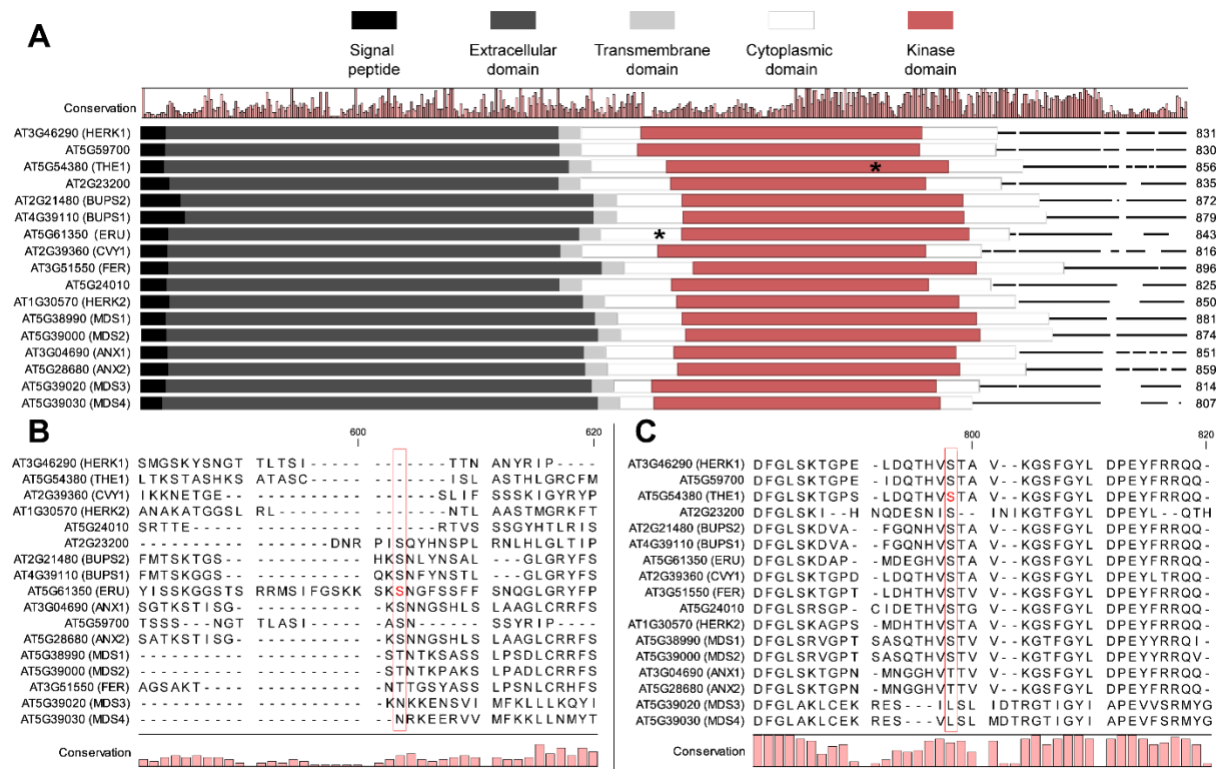 A
Signal peptide
Extracellular domain
Transmembrane domain
Cytoplasmic domain
Kinase domain
Conservation
AT3G46290 (HERK1) 831
AT5G59700 830
AT5G54380 (THE1) * 856
AT2G23200 835
AT2G21480 (BUPS2) 872
AT4G39110 (BUPS1) 879
AT5G61350 (ERU) * 843
AT2G39360 (CVY1) 816
AT3G51550 (FER) 896
AT5G24010 825
AT1G30570 (HERK2) 850
AT5G38990 (MDS1) 881
AT5G39000 (MDS2) 874
AT3G04690 (ANX1) 851
AT5G28680 (ANX2) 859
AT5G39020 (MDS3) 814
AT5G39030 (MDS4) 807
B
600 620
AT3G46290 (HERK1) SMGSKYSNGT TLTSI- - - - - - - - - - TTN ANYRIP- - - -
AT5G54380 (THE1) LTKSTASHKS ATASC- - - - - - - - - - ISL ASTHLGRCFM
AT2G39360 (CVY1) IKKNETGE- - - - - - - - - SLIF SSSKIGYRYP
AT1G30570 (HERK2) ANAKATGGSL RL- - - - - - - - - NTL AASTMGRKFT
AT5G24010 SRTTE- - - - - - - - - RTVS SSGYHTLRIS
AT2G23200 - - - - - - - - DNR PISQYHNSPL RNLHLGLTIP
AT2G21480 (BUPS2) FMTSKTGS- - - - - - - - HKSNLYNSAL - - -GLGRYFS
AT4G39110 (BUPS1) FMTSKGGS- - - - - - - - QKSNFYNSTL - - -GLGRYFS
AT5G61350 (ERU) YISSKGGSTS RRMSIFGSKK SKSNGFSSFF SNQGLGRYFP
AT3G04690 (ANX1) SGTKSTISG- - - - - - - - KSNNGSHLS LAAGLCRRFS
AT5G59700 TSSS- - -NGT TLASI- - - - - ASN- - - - NSSYRIP- - - -
AT5G28680 (ANX2) SATKSTISG- - - - - - - - KSNNGSHLS LAAGLCRRFS
AT5G38990 (MDS1) - - - - - - - - STNTKSASS LPSDLCRRFS
AT5G39000 (MDS2) - - - - - - - - STNTKPAKS LPADLCRRFS
AT3G51550 (FER) AGSAKT- - - - - - - - NTTGSYASS LPSNLCRHFS
AT5G39020 (MDS3) - - - - - - - - KNKKENSVI MFKLLLKQYI
AT5G39030 (MDS4) - - - - - - - - NRKEERVV MFKKLLNMYT
Conservation
C
800 820
AT3G46290 (HERK1) DFGLSKTGPE - LDQTHVSTA V- - KGSFGYL DPEYFRRQQ-
AT5G59700 DFGLSKTGPE - IDQTHVSTA V- - KGSFGYL DPEYFRRQQ-
AT5G54380 (THE1) DFGLSKTGPS - LDQTHVSTA V- - KGSFGYL DPEYFRRQQ-
AT2G23200 DFGLSKI- -H NQDESNIS- - INIKGTFGYL DPEYL- -QTH
AT2G21480 (BUPS2) DFGLSKDVA- - FGQNHVSTA V- - KGSFGYL DPEYFRRQQ-
AT4G39110 (BUPS1) DFGLSKDVA- - FGQNHVSTA V- - KGSFGYL DPEYFRRQQ-
AT5G61350 (ERU) DFGLSKDAP- - MDEGHVSTA V- - KGSFGYL DPEYFRRQQ-
AT2G39360 (CVY1) DFGLSKTGPD - LDQTHVSTA V- - KGSFGYL DPEYLTRQQ-
AT3G51550 (FER) DFGLSKTGPT - LDHTHVSTV V- - KGSFGYL DPEYFRRQQ-
AT5G24010 DFGLSRSGP- CIDETHVSTG V- - KGSFGYL DPEYFRRQQ-
AT1G30570 (HERK2) DFGLSKAGPS - MDHTHVSTA V- - KGSFGYL DPEYFRRQQ-
AT5G38990 (MDS1) DFGLSRVGPT SASQTHVSTV V- - KGTFGYL DPEYYRRQI-
AT5G39000 (MDS2) DFGLSRVGPT SASQTHVSTV V- - KGTFGYL DPEYYRRQV-
AT3G04690 (ANX1) DFGLSKTGPN MNGGHVTTVV- - KGSFGYL DPEYFRRQQ-
AT5G28680 (ANX2) DFGLSKTGPN MNGGHVTTVV- - KGSFGYL DPEYFRRQQ-
AT5G39020 (MDS3) DFGLAKLCEK RES- - -ILSL IDTRGTIGYI APEVVSRMYG
AT5G39030 (MDS4) DFGLAKLCEK RES- - -VLSL MDTRGTIGYI APEVFSRMYG
Conservation